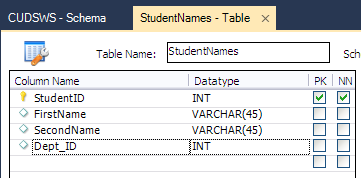 CUDSWS - Schema StudentNames - Table ×
Table Name: StudentNames Sch
Column Name Datatype PK NN
StudentID INT
FirstName VARCHAR(45)
SecondName VARCHAR(45)
Dept_ID INT